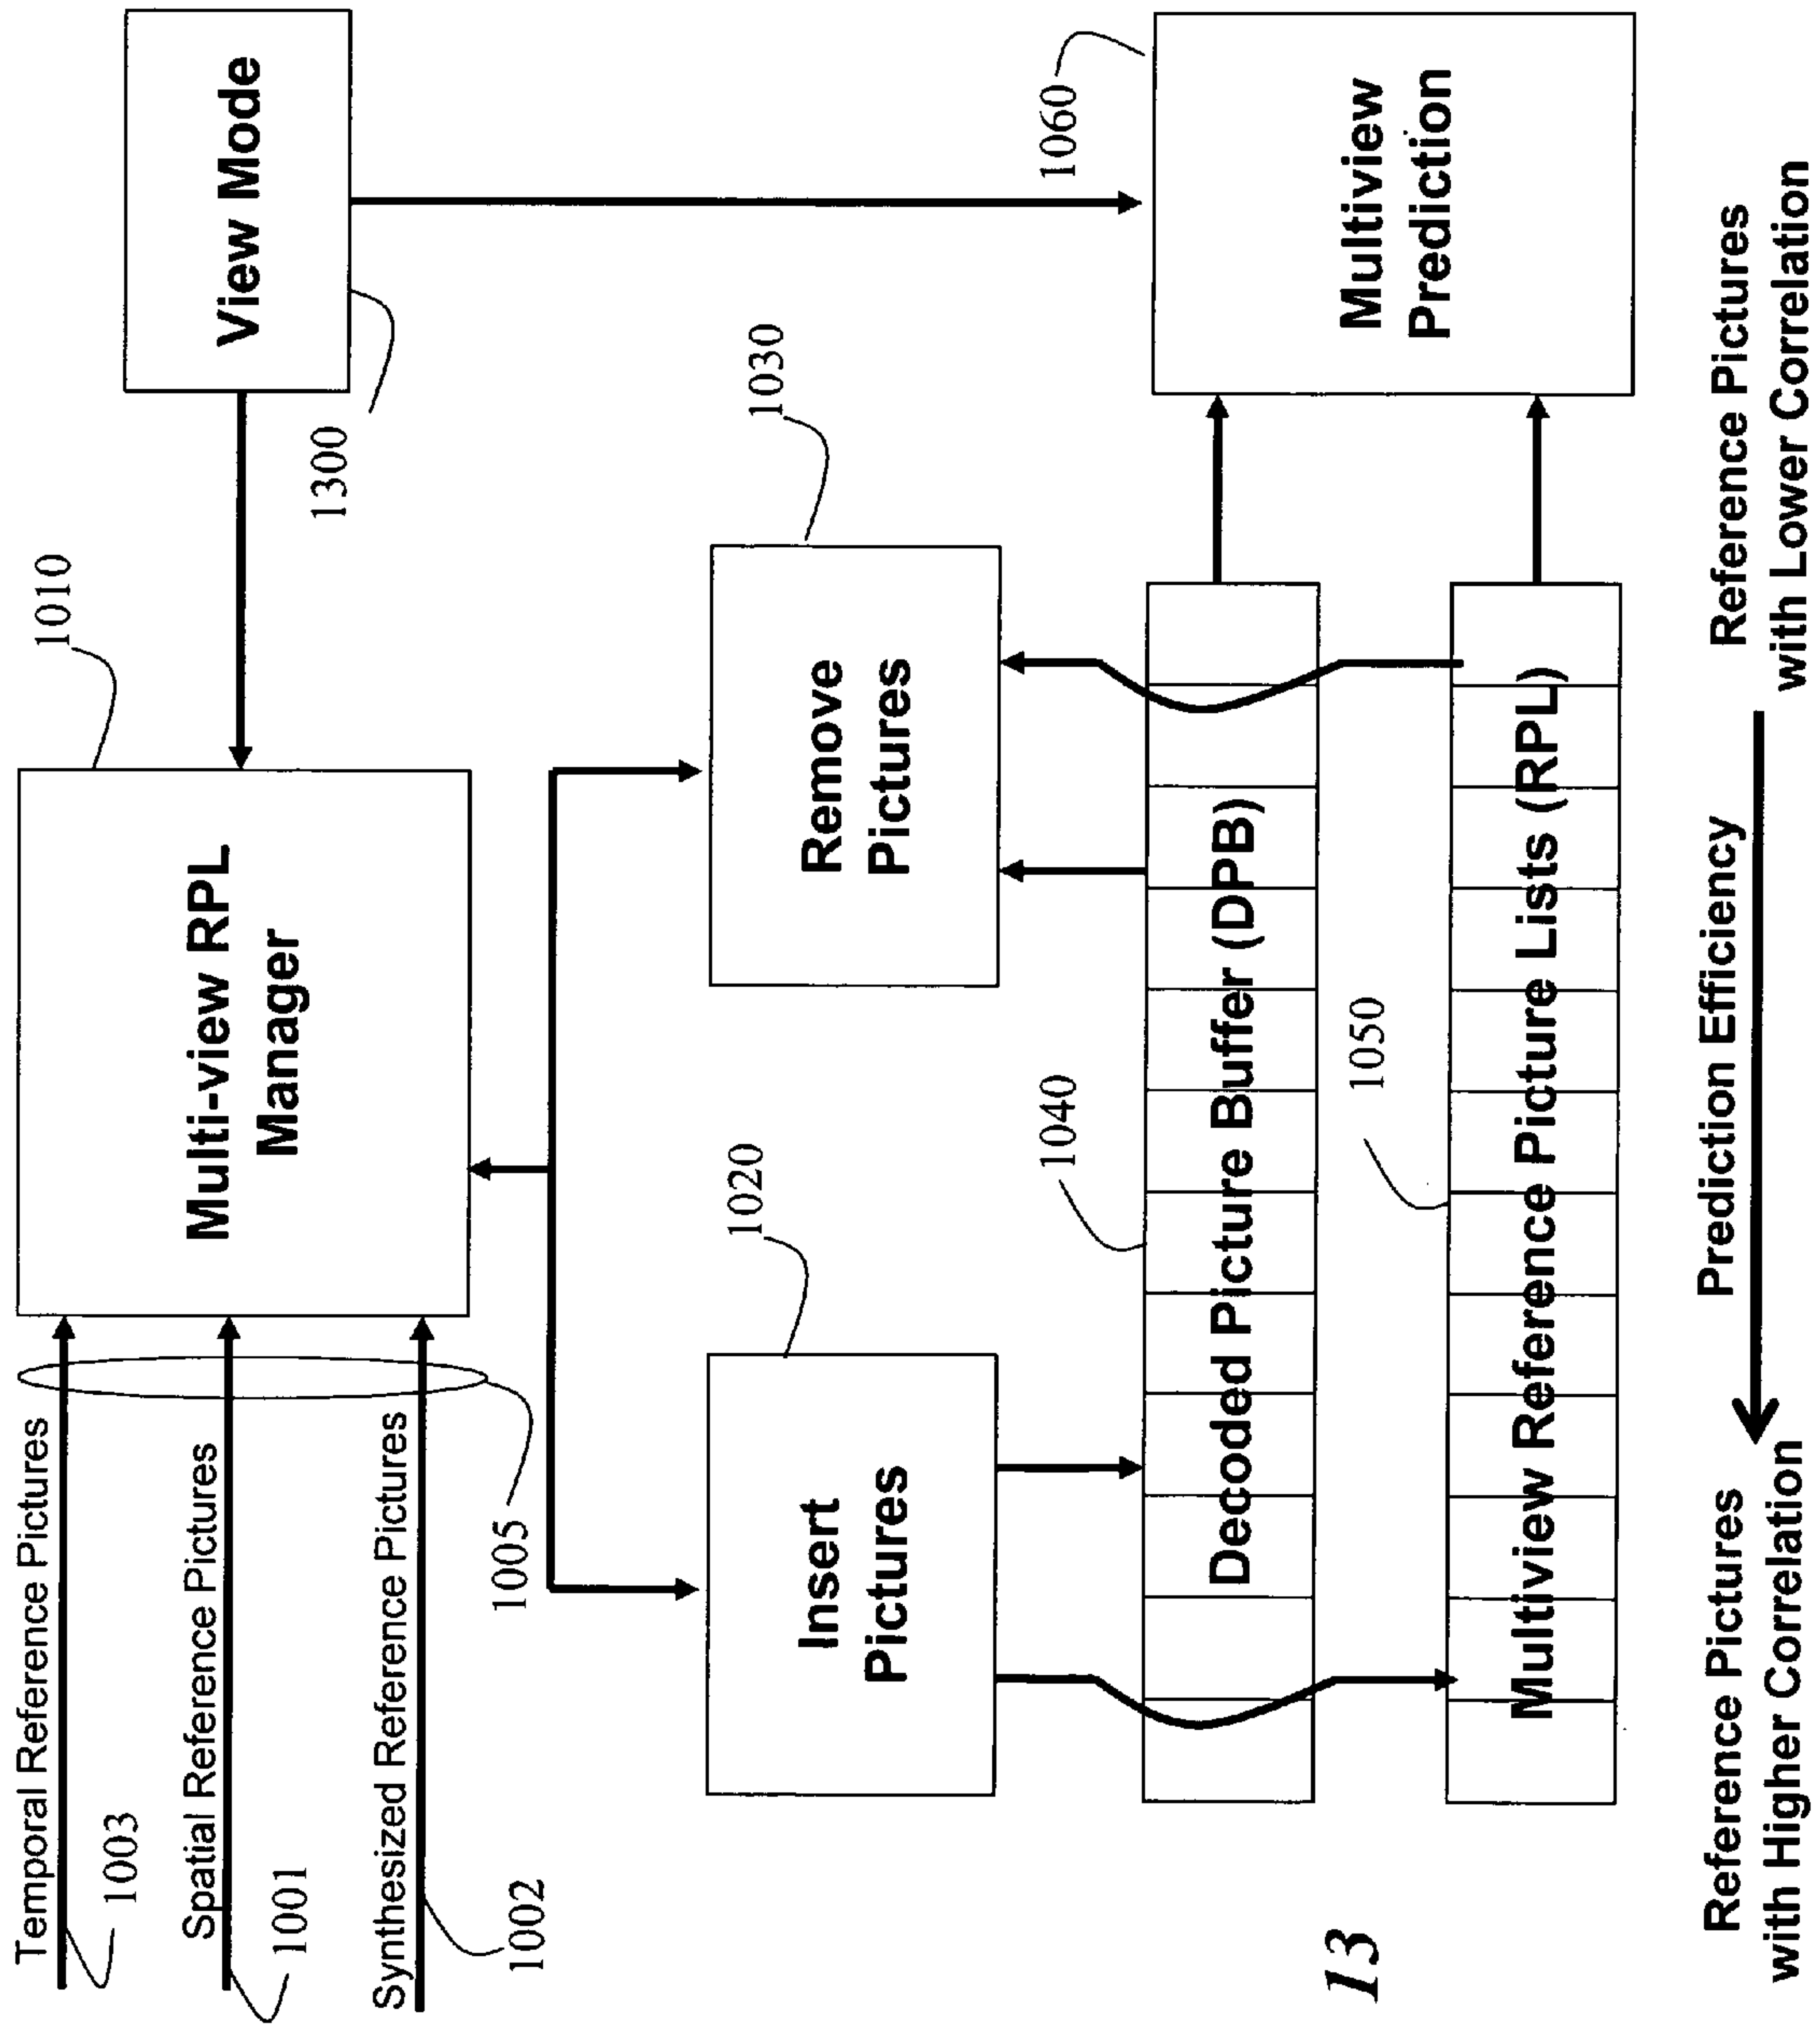 Temporal Reference Pictures
1003
Spatial Reference Pictures
1001
Synthesized Reference Pictures
1002
1005
Multi-view RPL
Manager
1010
View Mode
1300
Insert
Pictures
1020
Remove
Pictures
1030
1040
Decoded Picture Buffer (DPB)
1050
Multiview Reference Picture Lists (RPL)
Multiview
Prediction
1060
13
Reference Pictures
with Higher Correlation
Prediction Efficiency
Reference Pictures
with Lower Correlation